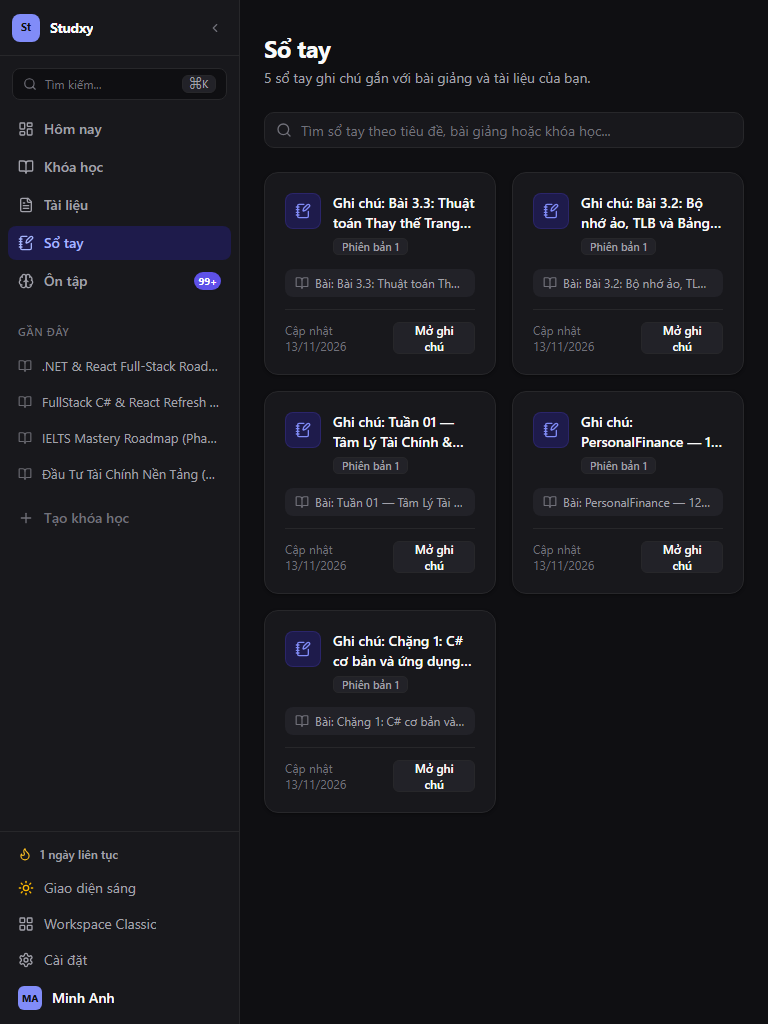 St Studxy
Tìm kiếm... ⌘K
Hôm nay
Khóa học
Tài liệu
Sổ tay
Ôn tập 99+
GẦN ĐÂY
.NET & React Full-Stack Road...
FullStack C# & React Refresh ...
IELTS Mastery Roadmap (Pha...
Đầu Tư Tài Chính Nền Tảng (...
Tạo khóa học
1 ngày liên tục
Giao diện sáng
Workspace Classic
Cài đặt
MA Minh Anh
Sổ tay
5 sổ tay ghi chú gắn với bài giảng và tài liệu của bạn.
Tìm sổ tay theo tiêu đề, bài giảng hoặc khóa học...
Ghi chú: Bài 3.3: Thuật
toán Thay thế Trang...
Phiên bản 1
Bài: Bài 3.3: Thuật toán Th...
Cập nhật
13/11/2026
Mở ghi
chú
Ghi chú: Bài 3.2: Bộ
nhớ ảo, TLB và Bảng...
Phiên bản 1
Bài: Bài 3.2: Bộ nhớ ảo, TL...
Cập nhật
13/11/2026
Mở ghi
chú
Ghi chú: Tuần 01 —
Tâm Lý Tài Chính &...
Phiên bản 1
Bài: Tuần 01 — Tâm Lý Tài ...
Cập nhật
13/11/2026
Mở ghi
chú
Ghi chú:
PersonalFinance — 1...
Phiên bản 1
Bài: PersonalFinance — 12...
Cập nhật
13/11/2026
Mở ghi
chú
Ghi chú: Chặng 1: C#
cơ bản và ứng dụng...
Phiên bản 1
Bài: Chặng 1: C# cơ bản và...
Cập nhật
13/11/2026
Mở ghi
chú